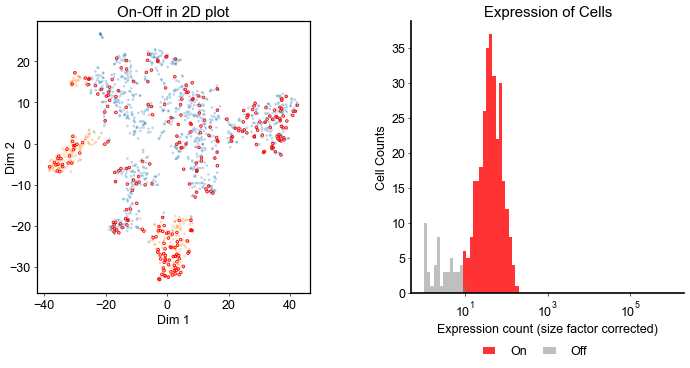 On-Off in 2D plot
20
10
0
−10
−20
−30
−40
−20
0
20
40
Dim 2
Dim 1
Expression of Cells
35
30
25
20
15
10
5
0
10^1
10^3
10^5
Cell Counts
Expression count (size factor corrected)
On
Off